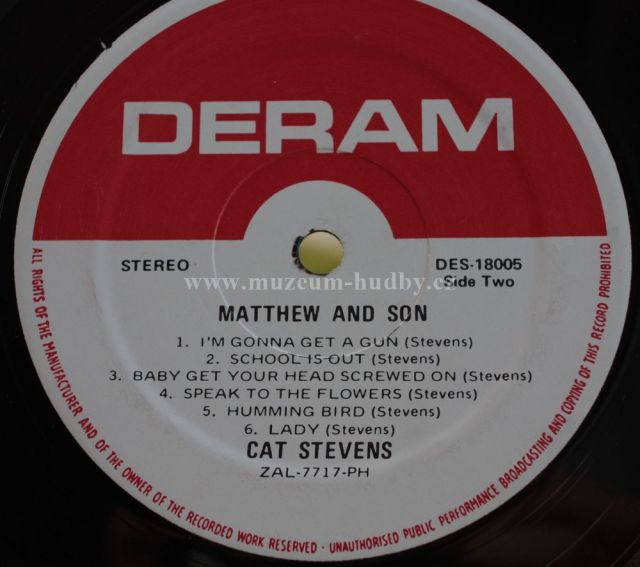 DERAM
STEREO
DES-18005
Side Two
www.muzeum-hudby.cz
MATTHEW AND SON
1. I'M GONNA GET A GUN (Stevens)
2. SCHOOL IS OUT (Stevens)
3. BABY GET YOUR HEAD SCREWED ON (Stevens)
4. SPEAK TO THE FLOWERS (Stevens)
5. HUMMING BIRD (Stevens)
6. LADY (Stevens)
CAT STEVENS
ZAL-7717-PH
ALL RIGHTS OF THE MANUFACTURER AND OF THE OWNER OF THE RECORDED WORK RESERVED · UNAUTHORISED PUBLIC PERFORMANCE BROADCASTING AND COPYING OF THIS RECORD PROHIBITED